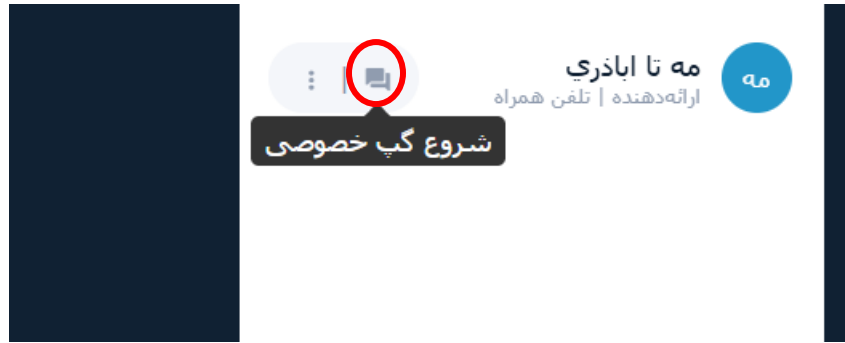 مه
مه تا اباذري
ارائه‌دهنده | تلفن همراه
شروع گپ خصوصی